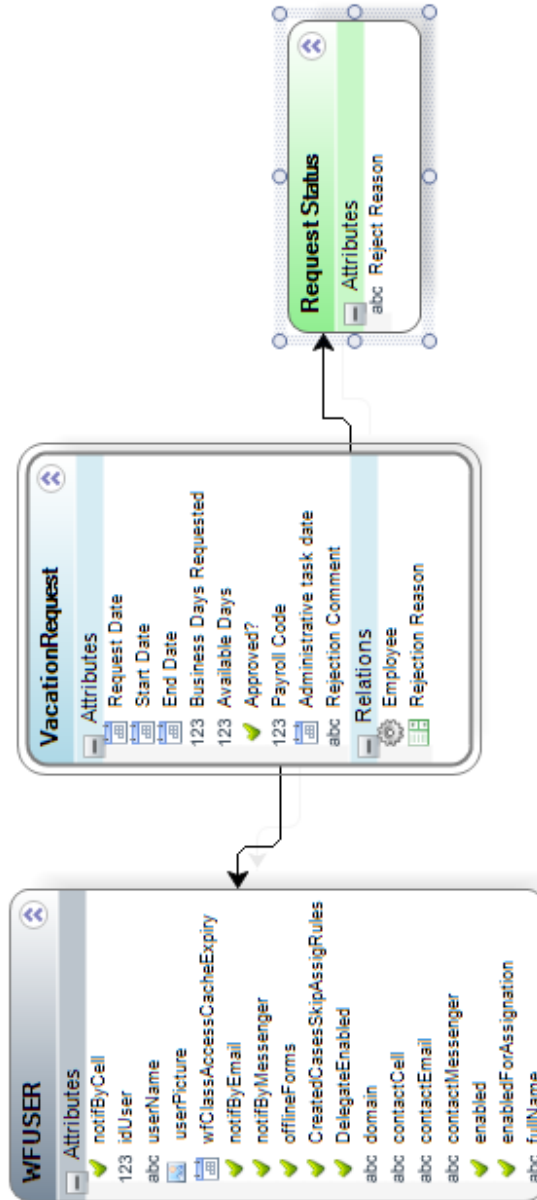 WFUSER
Attributes
notifByCell
123 idUser
abc userName
userPicture
wfClassAccessCacheExpiry
notifByEmail
notifByMessenger
offlineForms
CreatedCasesSkipAssigRules
DelegateEnabled
abc domain
abc contactCell
abc contactEmail
abc contactMessenger
enabled
enabledForAssignation
abc fullName
VacationRequest
Attributes
Request Date
Start Date
End Date
123 Business Days Requested
123 Available Days
Approved?
123 Payroll Code
Administrative task date
abc Rejection Comment
Relations
Employee
Rejection Reason
Request Status
Attributes
abc Reject Reason